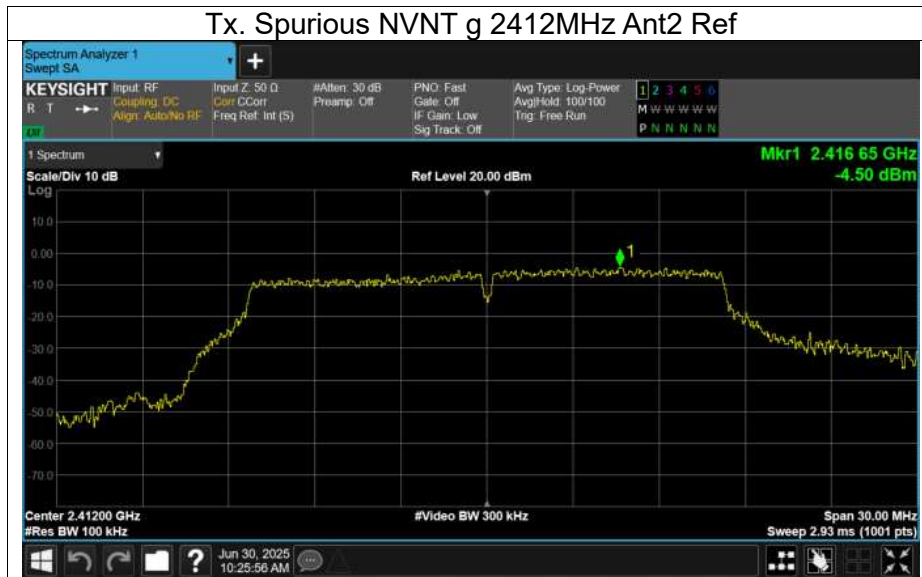 Tx. Spurious NVNT g 2412MHz Ant2 Ref
Spectrum Analyzer 1
Swept SA
+
KEYSIGHT
R T
Input: RF
Coupling: DC
Align: Auto/No RF
Input Z: 50 Ω
Corr CCorr
Freq Ref: Int (S)
#Atten: 30 dB
Preamp: Off
PNO: Fast
Gate: Off
IF Gain: Low
Sig Track: Off
Avg Type: Log-Power
Avg|Hold: 100/100
Trig: Free Run
1 2 3 4 5 6
M W W W W W
P N N N N N
1 Spectrum
Mkr1 2.416 65 GHz
Scale/Div 10 dB
Ref Level 20.00 dBm
-4.50 dBm
Log
10.0
0.00
1
-10.0
-20.0
-30.0
-40.0
-50.0
-60.0
-70.0
Center 2.41200 GHz
#Video BW 300 kHz
Span 30.00 MHz
#Res BW 100 kHz
Sweep 2.93 ms (1001 pts)
?
Jun 30, 2025
10:25:56 AM